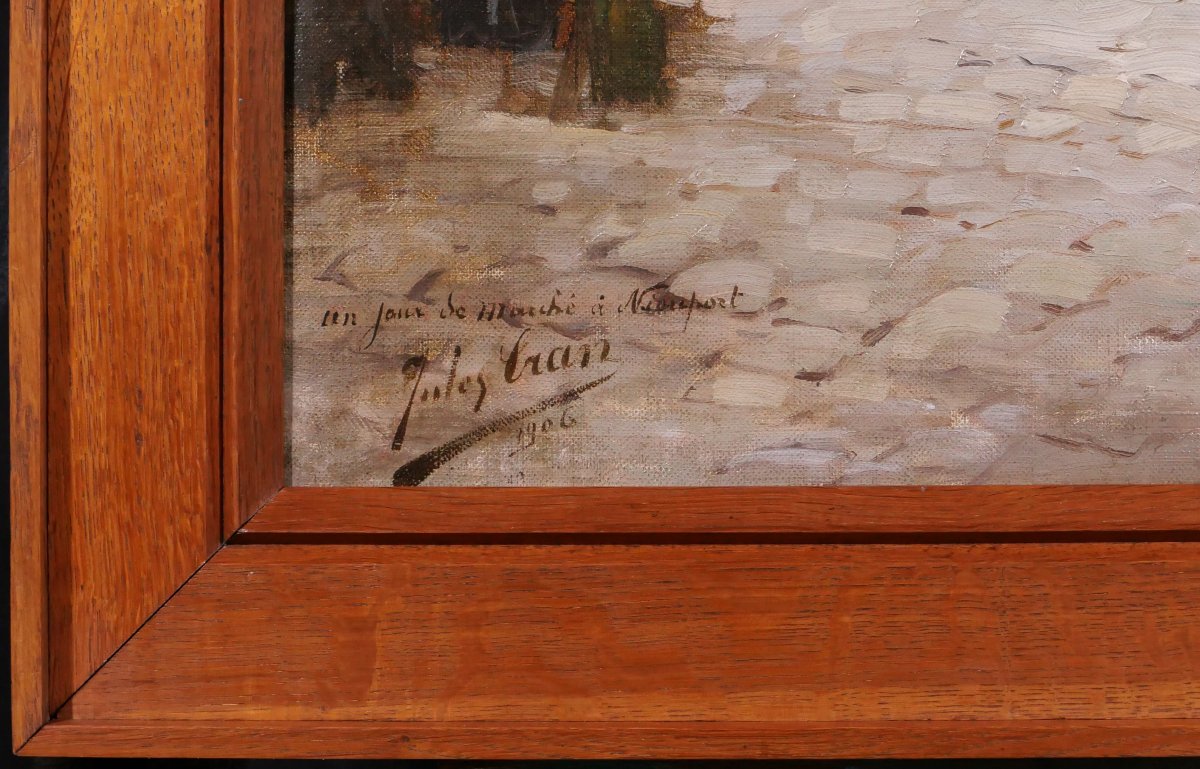 un jour de marché à Nieuport
Jules Cran
1906